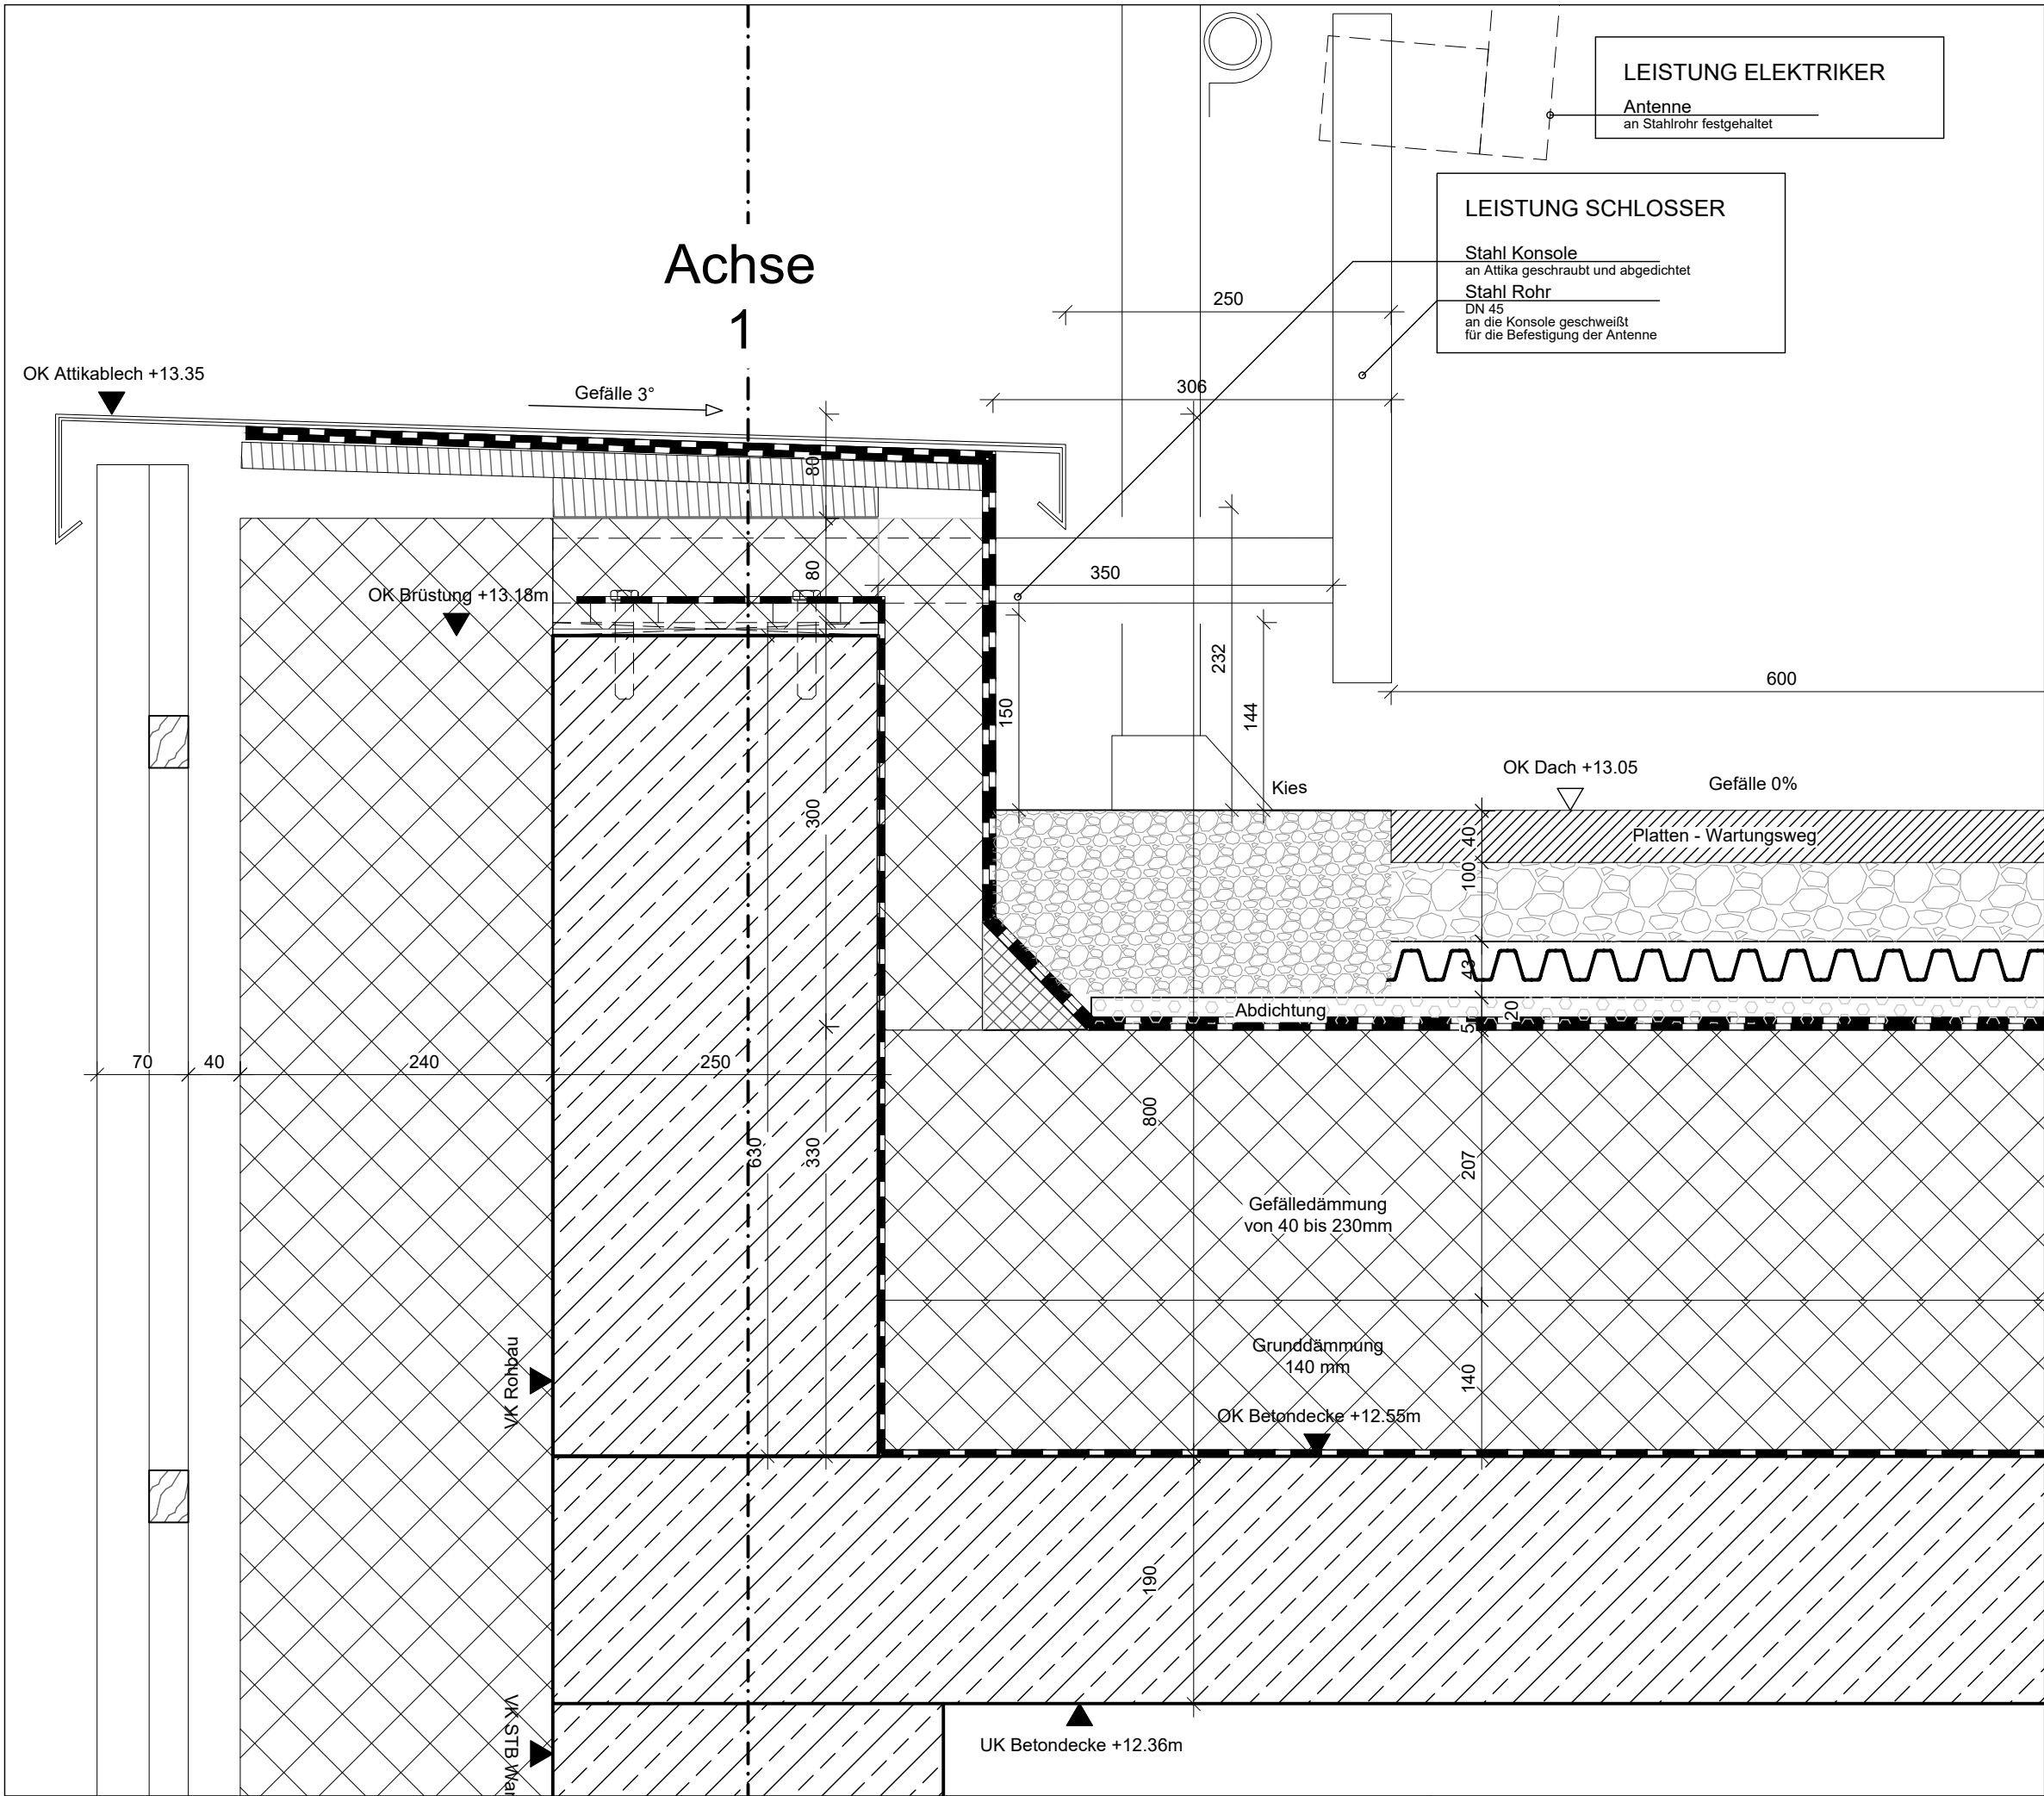 LEISTUNG ELEKTRIKER
Antenne
an Stahlrohr festgehaltet
LEISTUNG SCHLOSSER
Stahl Konsole
an Attika geschraubt und abgedichtet
Stahl Rohr
DN 45
an die Konsole geschweißt
für die Befestigung der Antenne
Achse
1
250
OK Attikablech +13.35
Gefälle 3°
306
80
80
350
OK Brüstung +13.18m
232
150
144
600
OK Dach +13.05
Gefälle 0%
Kies
300
40
Platten - Wartungsweg
100
43
20
Abdichtung
5
70
40
240
250
800
630
330
207
Gefälledämmung
von 40 bis 230mm
Grunddämmung
140 mm
140
VK Rohbau
OK Betondecke +12.55m
190
VK STB
UK Betondecke +12.36m